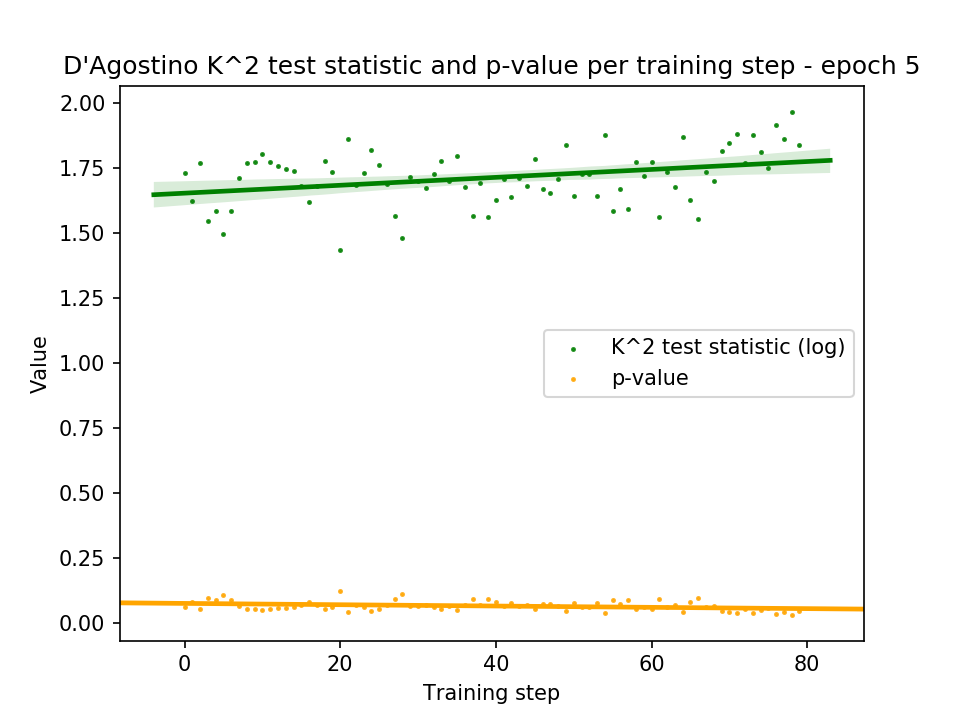 D'Agostino K^2 test statistic and p-value per training step - epoch 5
2.00
1.75
1.50
1.25
1.00
0.75
0.50
0.25
0.00
Value
K^2 test statistic (log)
p-value
0 20 40 60 80
Training step